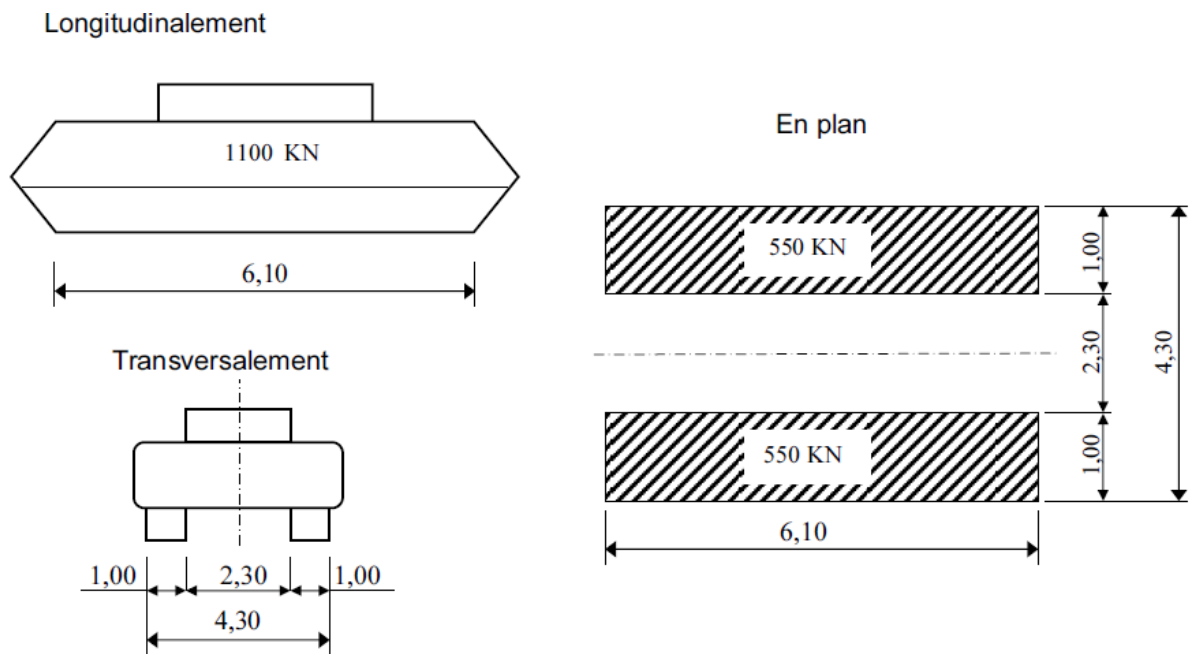 Longitudinalement
1100 KN
6,10
Transversalement
1,00
2,30
1,00
4,30
En plan
550 KN
550 KN
1,00
2,30
1,00
4,30
6,10